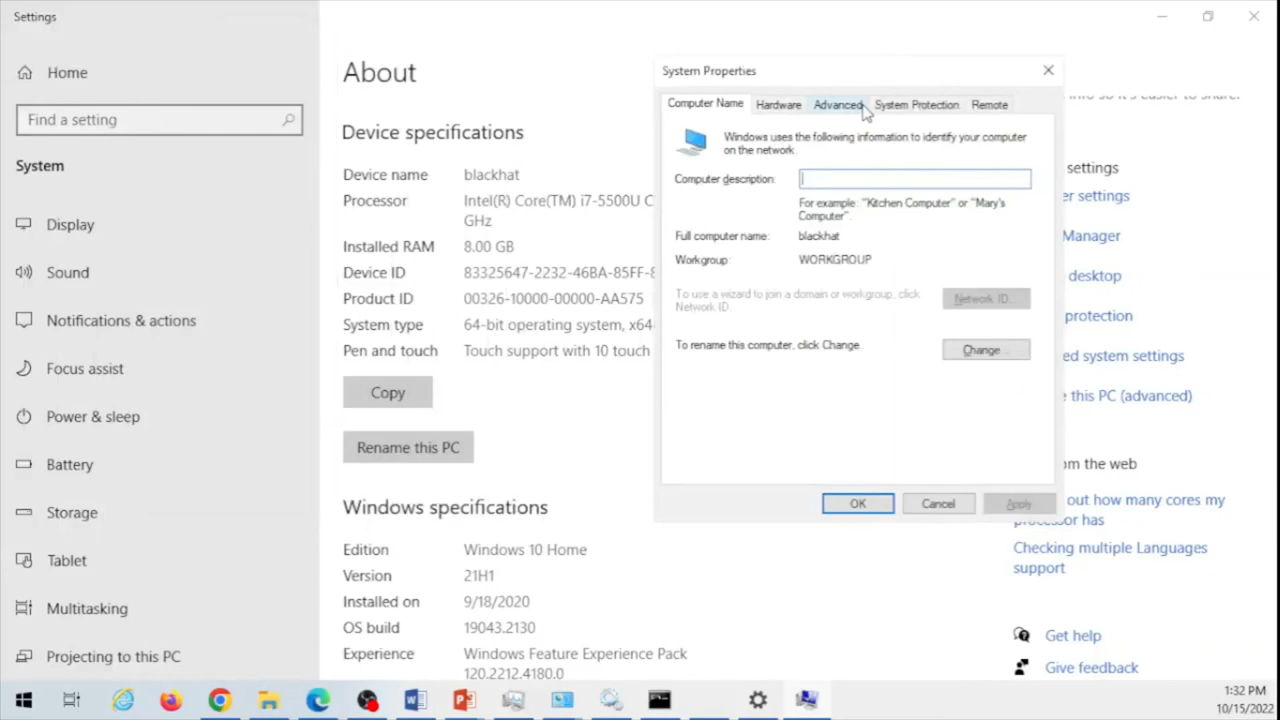 Settings
Home
Find a setting
System
Display
Sound
Notifications & actions
Focus assist
Power & sleep
Battery
Storage
Tablet
Multitasking
Projecting to this PC
About
Device specifications
Device name blackhat
Processor Intel(R) Core(TM) i7-5500U C
GHz
Installed RAM 8.00 GB
Device ID 83325647-2232-46BA-85FF-8
Product ID 00326-10000-00000-AA575
System type 64-bit operating system, x64-
Pen and touch Touch support with 10 touch
Copy
Rename this PC
Windows specifications
Edition Windows 10 Home
Version 21H1
Installed on 9/18/2020
OS build 19043.2130
Experience Windows Feature Experience Pack
120.2212.4180.0
System Properties
Computer Name Hardware Advanced System Protection Remote
Windows uses the following information to identify your computer
on the network.
Computer description:
For example: "Kitchen Computer" or "Mary's
Computer".
Full computer name: blackhat
Workgroup: WORKGROUP
To use a wizard to join a domain or workgroup, click
Network ID.
Network ID...
To rename this computer, click Change.
Change...
OK Cancel Apply
it's easier to share.
settings
er settings
Manager
desktop
protection
ed system settings
e this PC (advanced)
om the web
out how many cores my
processor has
Checking multiple Languages
support
Get help
Give feedback
1:32 PM
10/15/2022